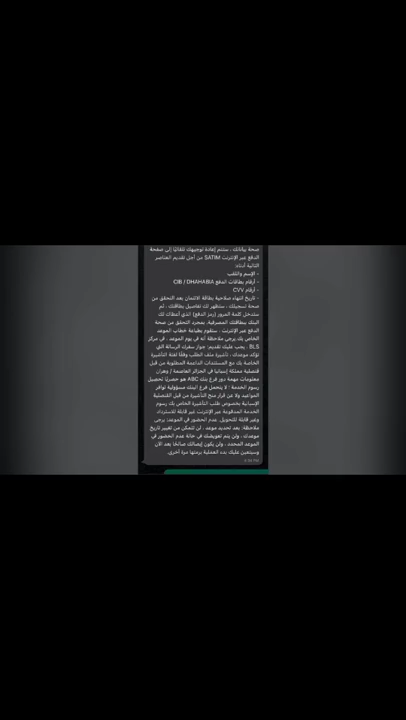 صحة بياناتك ، ستتم إعادة توجيهك تلقائيًا إلى صفحة
الدفع عبر الإنترنت SATIM من أجل تقديم العناصر
التالية أدناه:
- الإسم واللقب
- أرقام بطاقات الدفع CIB / DHAHABIA
- أرقام CVV
- تاريخ انتهاء صلاحية بطاقة الائتمان بعد التحقق من
صحة تسجيلك ، ستظهر لك تفاصيل بطاقتك ، ثم
ستدخل كلمة المرور (رمز الدفع) الذي أعطاك لك
البنك لبطاقتك المصرفية. بمجرد التحقق من صحة
الدفع عبر الإنترنت ، ستقوم بطباعة خطاب الموعد
الخاص بك يرجى ملاحظة أنه في يوم الموعد ، في مركز
BLS ، يجب عليك تقديم: جواز سفرك الرسالة التي
تؤكد موعدك ، تأشيرة ملف الطلب وفقًا لفئة التأشيرة
الخاصة بك مع المستندات الداعمة المطلوبة من قبل
قنصلية مملكة إسبانيا في الجزائر العاصمة / وهران
معلومات مهمة دور فرع بنك ABC هو حصريًا تحصيل
رسوم الخدمة ؛ لا يتحمل فرع البنك مسؤولية توافر
المواعيد ولا عن قرار منح التأشيرة من قبل القنصلية
الإسبانية بخصوص طلب التأشيرة الخاص بك رسوم
الخدمة المدفوعة عبر الإنترنت غير قابلة للاسترداد
وغير قابلة للتحويل. عدم الحضور في الموعد: يرجى
ملاحظة: بعد تحديد موعد ، لن تتمكن من تغيير تاريخ
موعدك ، ولن يتم تعويضك في حالة عدم الحضور في
الموعد المحدد ، ولن يكون إيصالك صالحًا بعد الآن
وسيتعين عليك بدء العملية برمتها مرة أخرى.